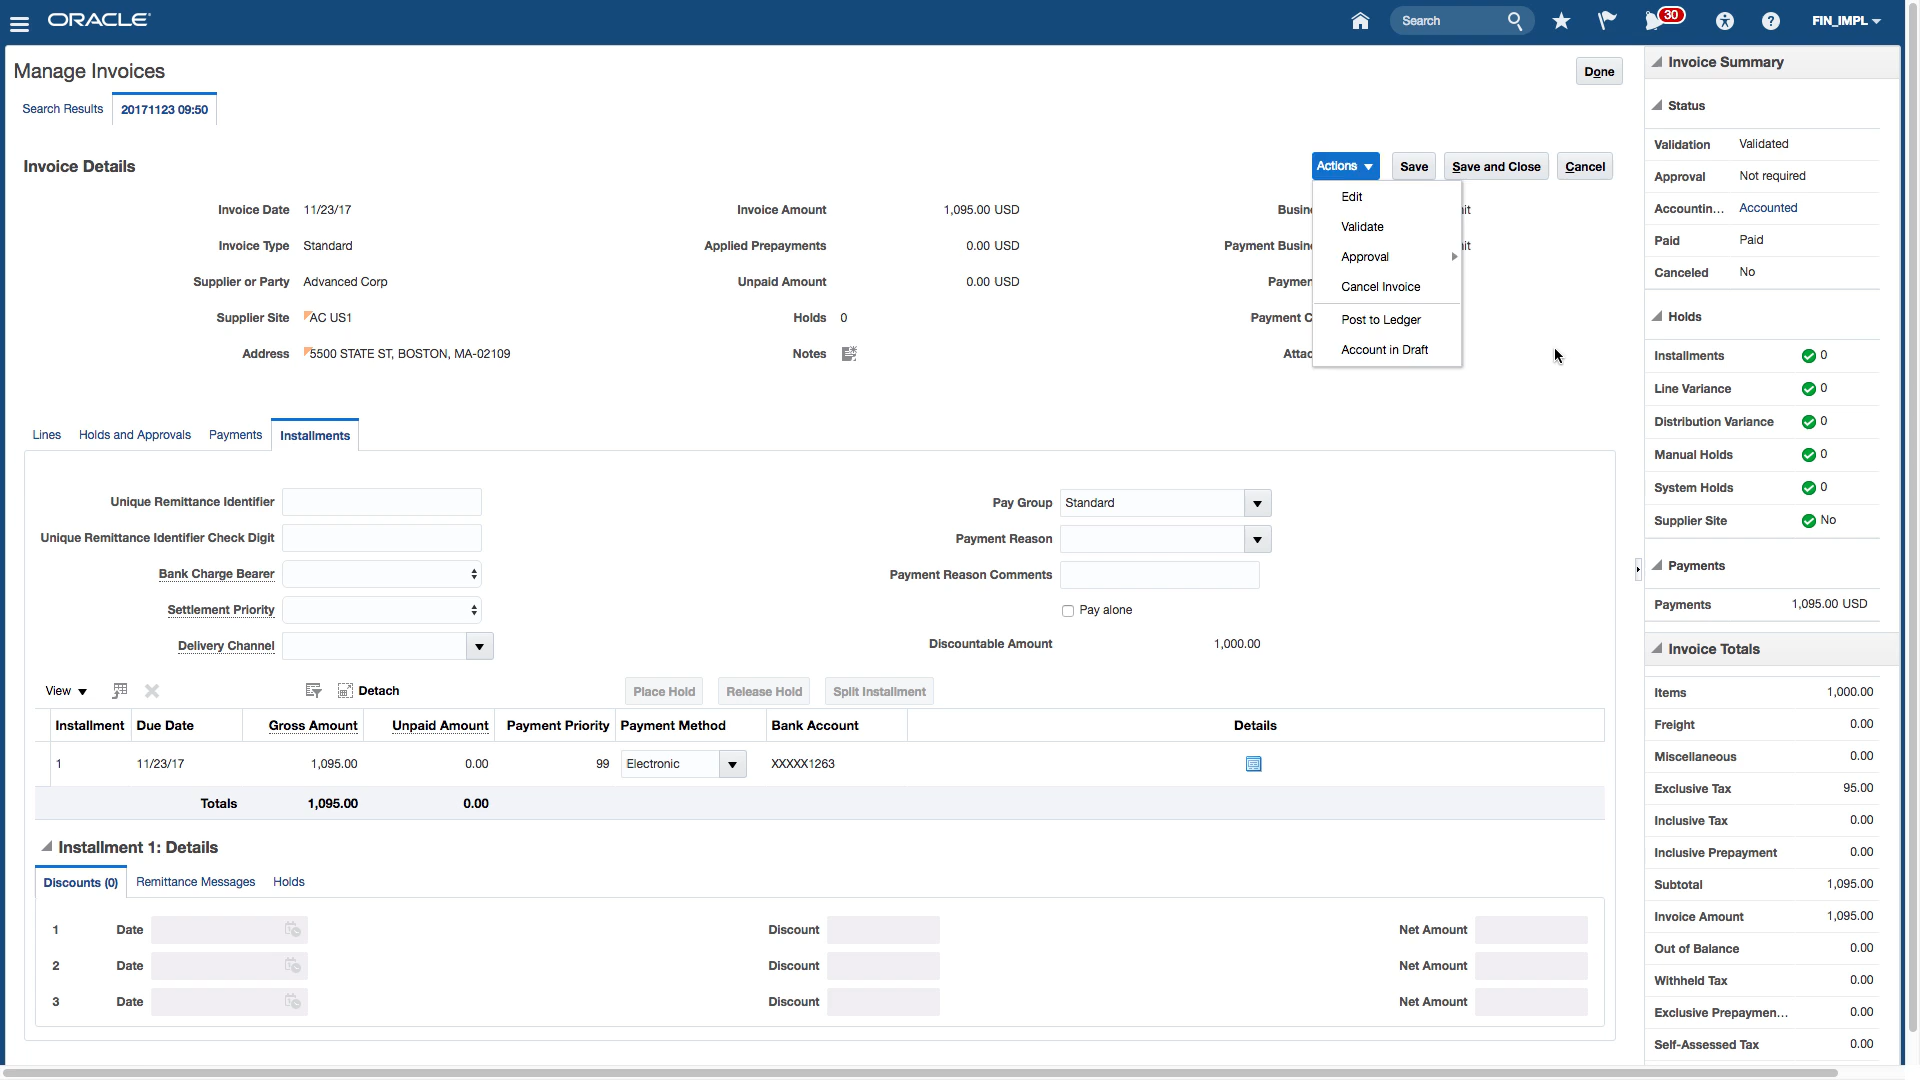 ORACLE
Search
30
FIN_IMPL
Manage Invoices
Done
Search Results
20171123 09:50
Invoice Details
Actions
Save
Save and Close
Cancel
Edit
Validate
Approval
Cancel Invoice
Post to Ledger
Account in Draft
Invoice Date 11/23/17
Invoice Type Standard
Supplier or Party Advanced Corp
Supplier Site AC US1
Address 5500 STATE ST, BOSTON, MA-02109
Invoice Amount 1,095.00 USD
Applied Prepayments 0.00 USD
Unpaid Amount 0.00 USD
Holds 0
Notes
Busine
it
Payment Busine
it
Paymen
Payment C
Attac
Lines
Holds and Approvals
Payments
Installments
Unique Remittance Identifier
Unique Remittance Identifier Check Digit
Bank Charge Bearer
Settlement Priority
Delivery Channel
Pay Group Standard
Payment Reason
Payment Reason Comments
Pay alone
Discountable Amount 1,000.00
View
Detach
Place Hold
Release Hold
Split Installment
Installment Due Date Gross Amount Unpaid Amount Payment Priority Payment Method Bank Account Details
1 11/23/17 1,095.00 0.00 99 Electronic XXXXX1263
Totals 1,095.00 0.00
Installment 1: Details
Discounts (0)
Remittance Messages
Holds
1 Date Discount Net Amount
2 Date Discount Net Amount
3 Date Discount Net Amount
Invoice Summary
Status
Validation Validated
Approval Not required
Accountin... Accounted
Paid Paid
Canceled No
Holds
Installments 0
Line Variance 0
Distribution Variance 0
Manual Holds 0
System Holds 0
Supplier Site No
Payments
Payments 1,095.00 USD
Invoice Totals
Items 1,000.00
Freight 0.00
Miscellaneous 0.00
Exclusive Tax 95.00
Inclusive Tax 0.00
Inclusive Prepayment 0.00
Subtotal 1,095.00
Invoice Amount 1,095.00
Out of Balance 0.00
Withheld Tax 0.00
Exclusive Prepaymen... 0.00
Self-Assessed Tax 0.00